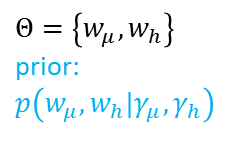 Θ = {w_μ, w_h}
prior:
p(w_μ, w_h|γ_μ, γ_h)